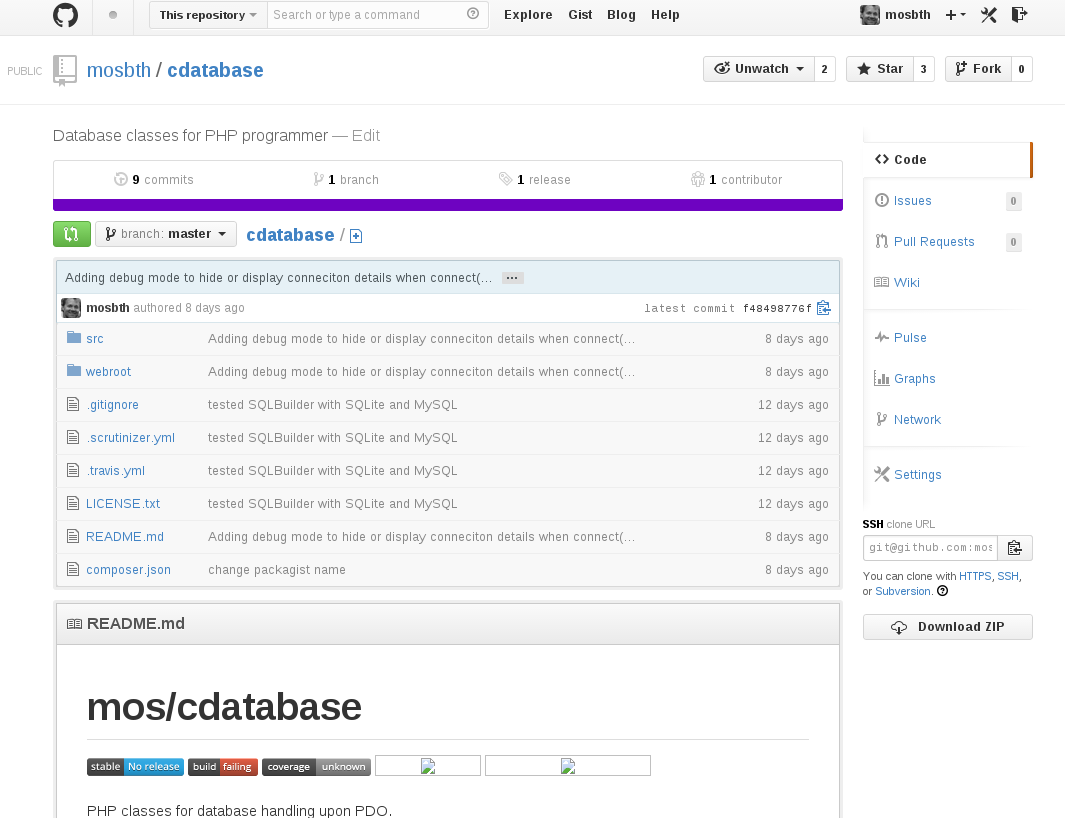 This repository Search or type a command Explore Gist Blog Help mosbth
PUBLIC mosbth / cdatabase Unwatch 2 Star 3 Fork 0
Database classes for PHP programmer — Edit
9 commits 1 branch 1 release 1 contributor
branch: master cdatabase /
Adding debug mode to hide or display conneciton details when connect(… ...
mosbth authored 8 days ago latest commit f48498776f
src Adding debug mode to hide or display conneciton details when connect(… 8 days ago
webroot Adding debug mode to hide or display conneciton details when connect(… 8 days ago
.gitignore tested SQLBuilder with SQLite and MySQL 12 days ago
.scrutinizer.yml tested SQLBuilder with SQLite and MySQL 12 days ago
.travis.yml tested SQLBuilder with SQLite and MySQL 12 days ago
LICENSE.txt tested SQLBuilder with SQLite and MySQL 12 days ago
README.md Adding debug mode to hide or display conneciton details when connect(… 8 days ago
composer.json change packagist name 8 days ago
README.md
mos/cdatabase
stable No release build failing coverage unknown
PHP classes for database handling upon PDO.
Code
Issues 0
Pull Requests 0
Wiki
Pulse
Graphs
Network
Settings
SSH clone URL
git@github.com:mos
You can clone with HTTPS, SSH,
or Subversion.
Download ZIP